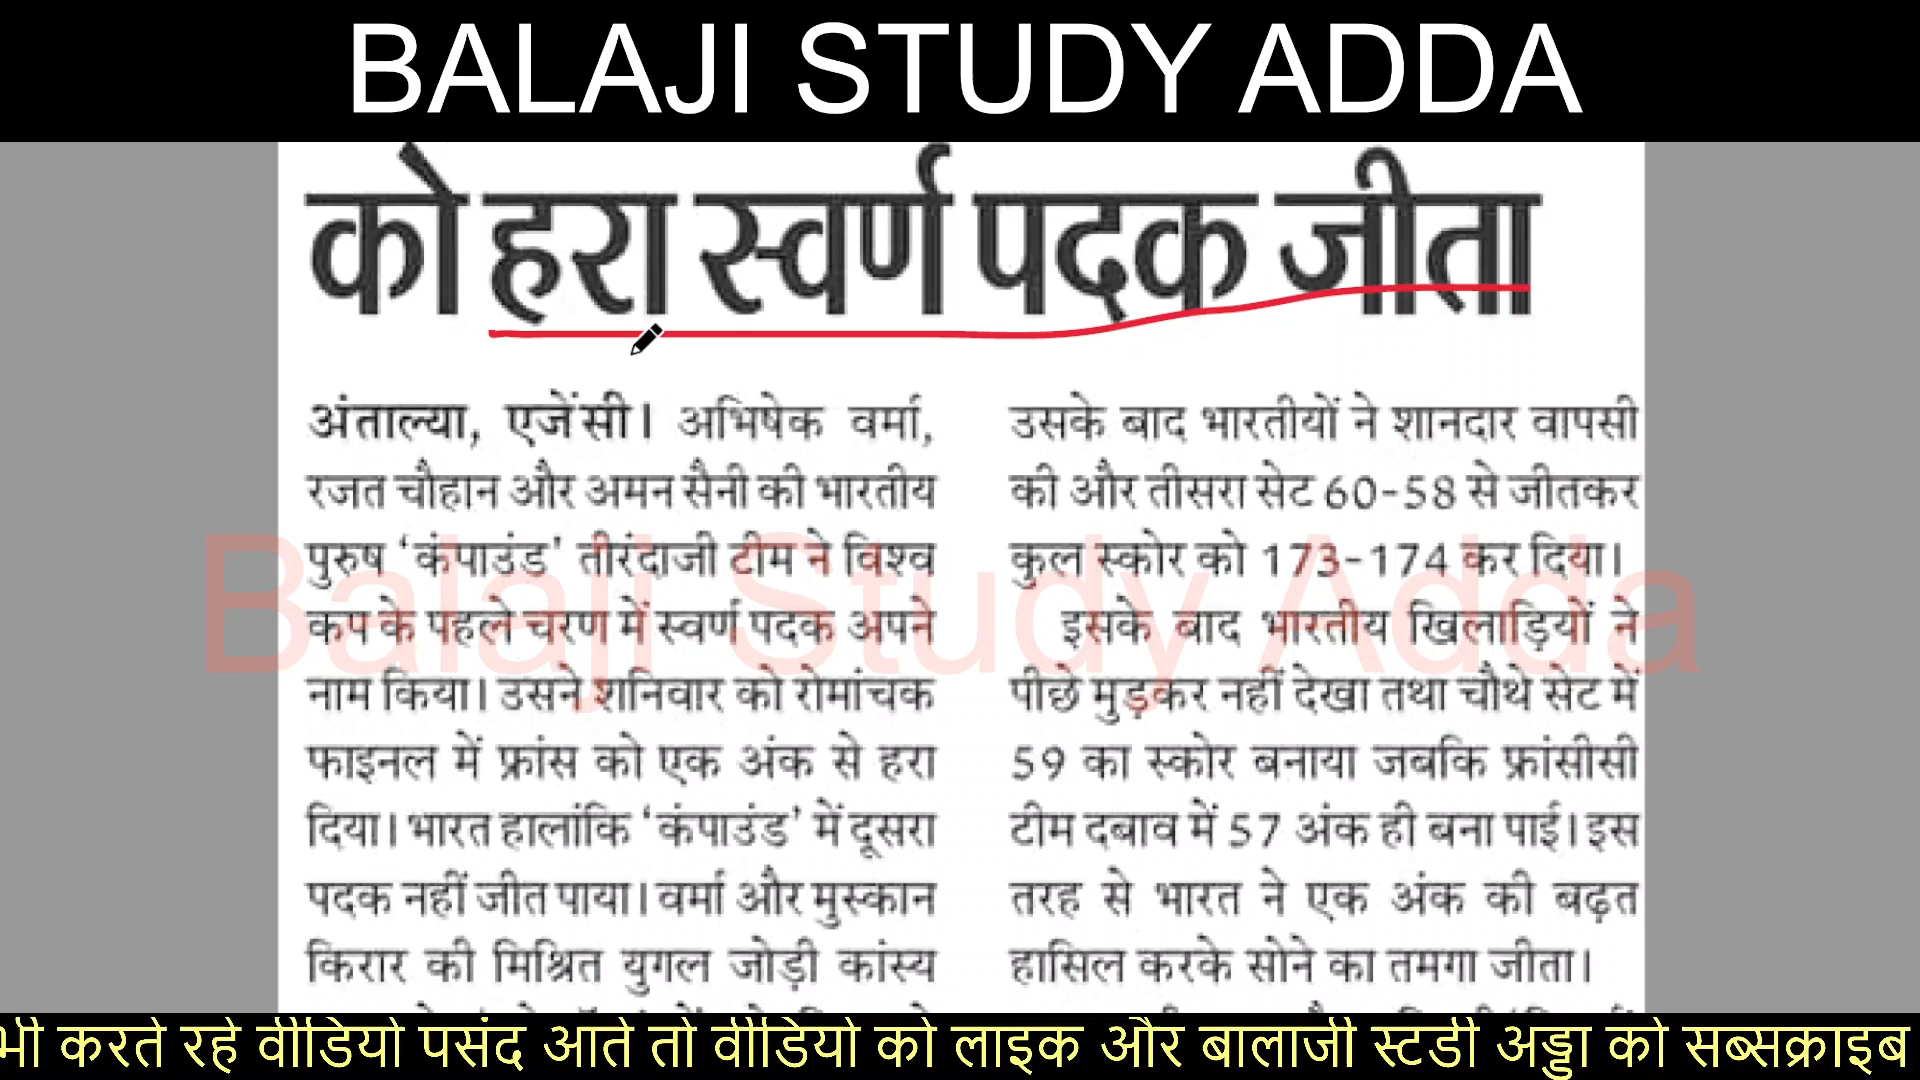 BALAJI STUDY ADDA
को हरा स्वर्ण पदक जीता
अंताल्या, एजेंसी। अभिषेक वर्मा,
रजत चौहान और अमन सैनी की भारतीय
पुरुष ‘कंपाउंड’ तीरंदाजी टीम ने विश्व
कप के पहले चरण में स्वर्ण पदक अपने
नाम किया। उसने शनिवार को रोमांचक
फाइनल में फ्रांस को एक अंक से हरा
दिया। भारत हालांकि ‘कंपाउंड’ में दूसरा
पदक नहीं जीत पाया। वर्मा और मुस्कान
किरार की मिश्रित युगल जोड़ी कांस्य
उसके बाद भारतीयों ने शानदार वापसी
की और तीसरा सेट 60-58 से जीतकर
कुल स्कोर को 173-174 कर दिया।
इसके बाद भारतीय खिलाड़ियों ने
पीछे मुड़कर नहीं देखा तथा चौथे सेट में
59 का स्कोर बनाया जबकि फ्रांसीसी
टीम दबाव में 57 अंक ही बना पाई। इस
तरह से भारत ने एक अंक की बढ़त
हासिल करके सोने का तमगा जीता।
Balaji Study Adda
भी करते रहे वीडियो पसंद आते तो वीडियो को लाइक और बालाजी स्टडी अड्डा को सब्सक्राइब